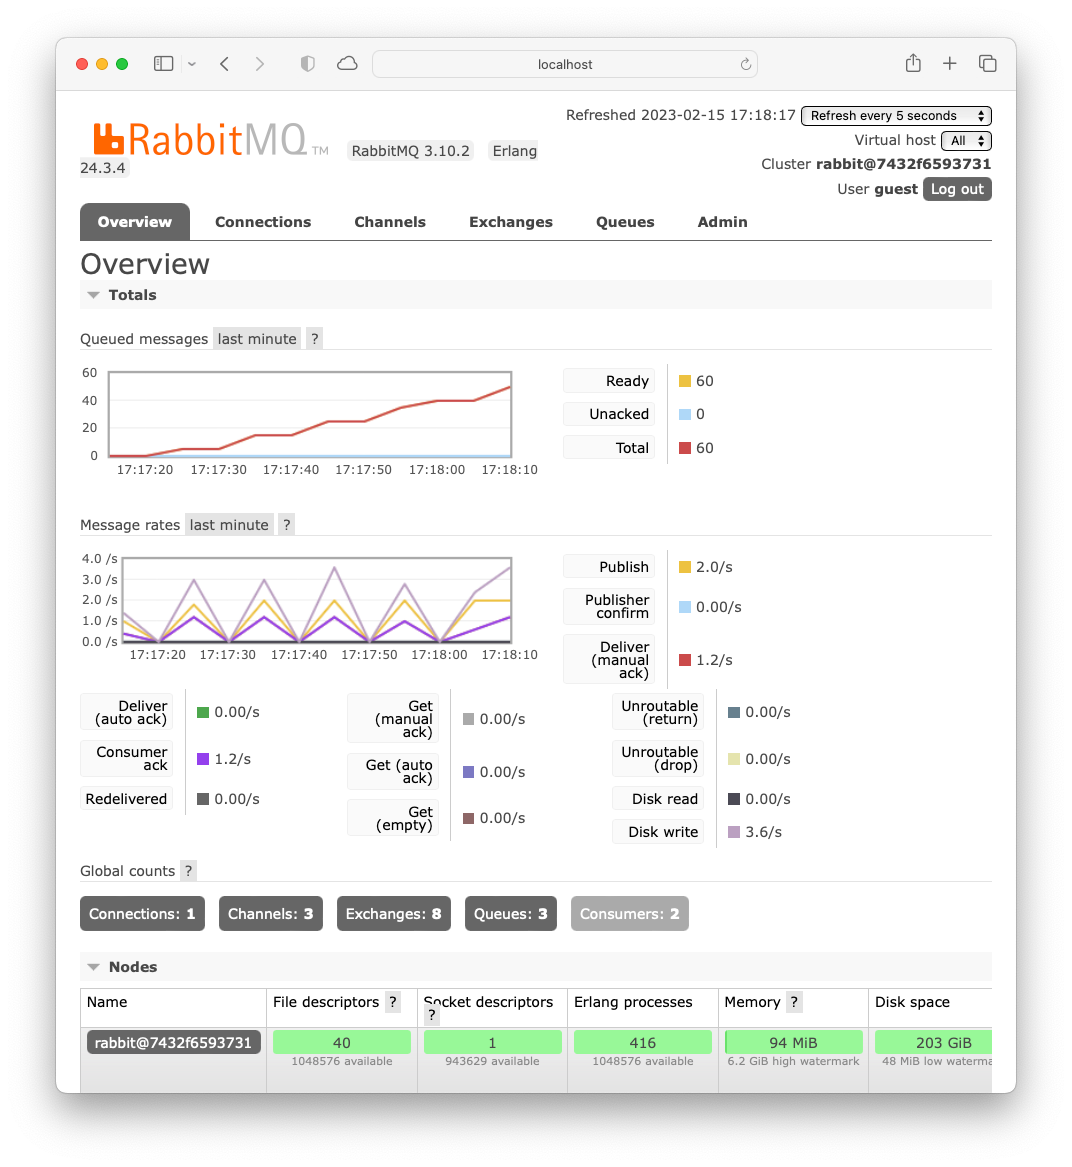 localhost
Refreshed 2023-02-15 17:18:17 Refresh every 5 seconds
RabbitMQ TM RabbitMQ 3.10.2 Erlang
24.3.4
Virtual host All
Cluster rabbit@7432f6593731
User guest Log out
Overview Connections Channels Exchanges Queues Admin
Overview
Totals
Queued messages last minute ?
60
40
20
0
17:17:20 17:17:30 17:17:40 17:17:50 17:18:00 17:18:10
Ready 60
Unacked 0
Total 60
Message rates last minute ?
4.0 /s
3.0 /s
2.0 /s
1.0 /s
0.0 /s
17:17:20 17:17:30 17:17:40 17:17:50 17:18:00 17:18:10
Publish 2.0/s
Publisher
confirm 0.00/s
Deliver
(manual
ack) 1.2/s
Deliver
(auto ack) 0.00/s
Consumer
ack 1.2/s
Redelivered 0.00/s
Get
(manual
ack) 0.00/s
Get (auto
ack) 0.00/s
Get
(empty) 0.00/s
Unroutable
(return) 0.00/s
Unroutable
(drop) 0.00/s
Disk read 0.00/s
Disk write 3.6/s
Global counts ?
Connections: 1 Channels: 3 Exchanges: 8 Queues: 3 Consumers: 2
Nodes
Name File descriptors ? Socket descriptors ? Erlang processes Memory ? Disk space
rabbit@7432f6593731 40 1 416 94 MiB 203 GiB
1048576 available 943629 available 1048576 available 6.2 GiB high watermark 48 MiB low waterma